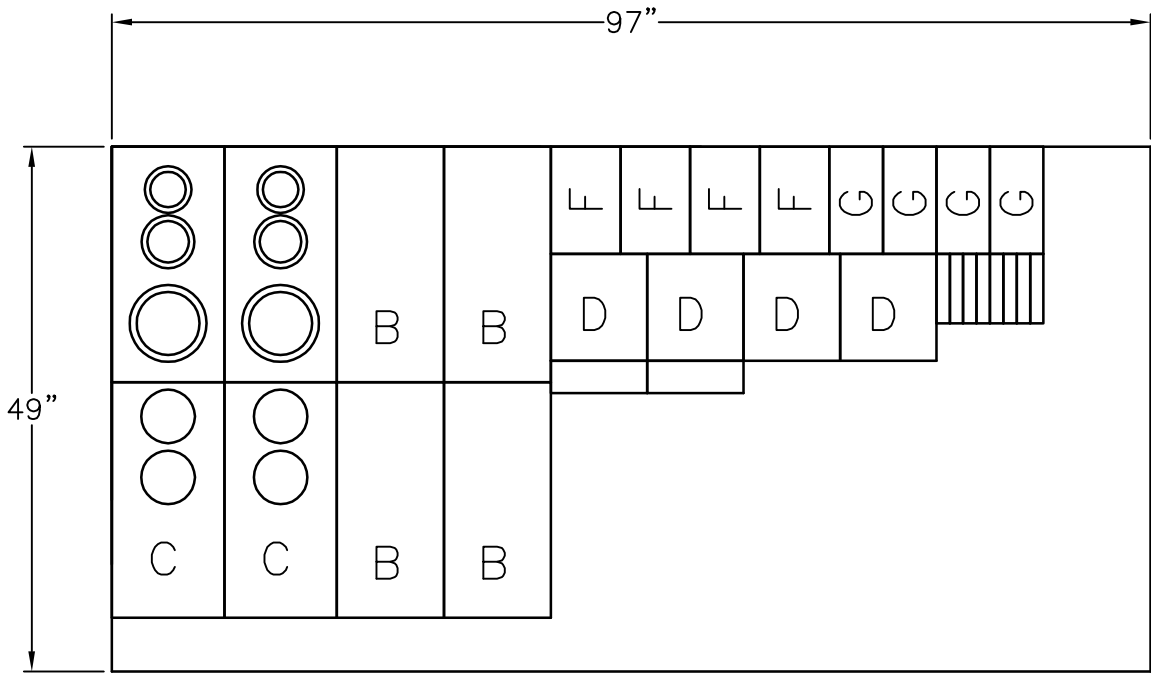 97”
F F F F G G G G
B B D D D D
49”
C C B B